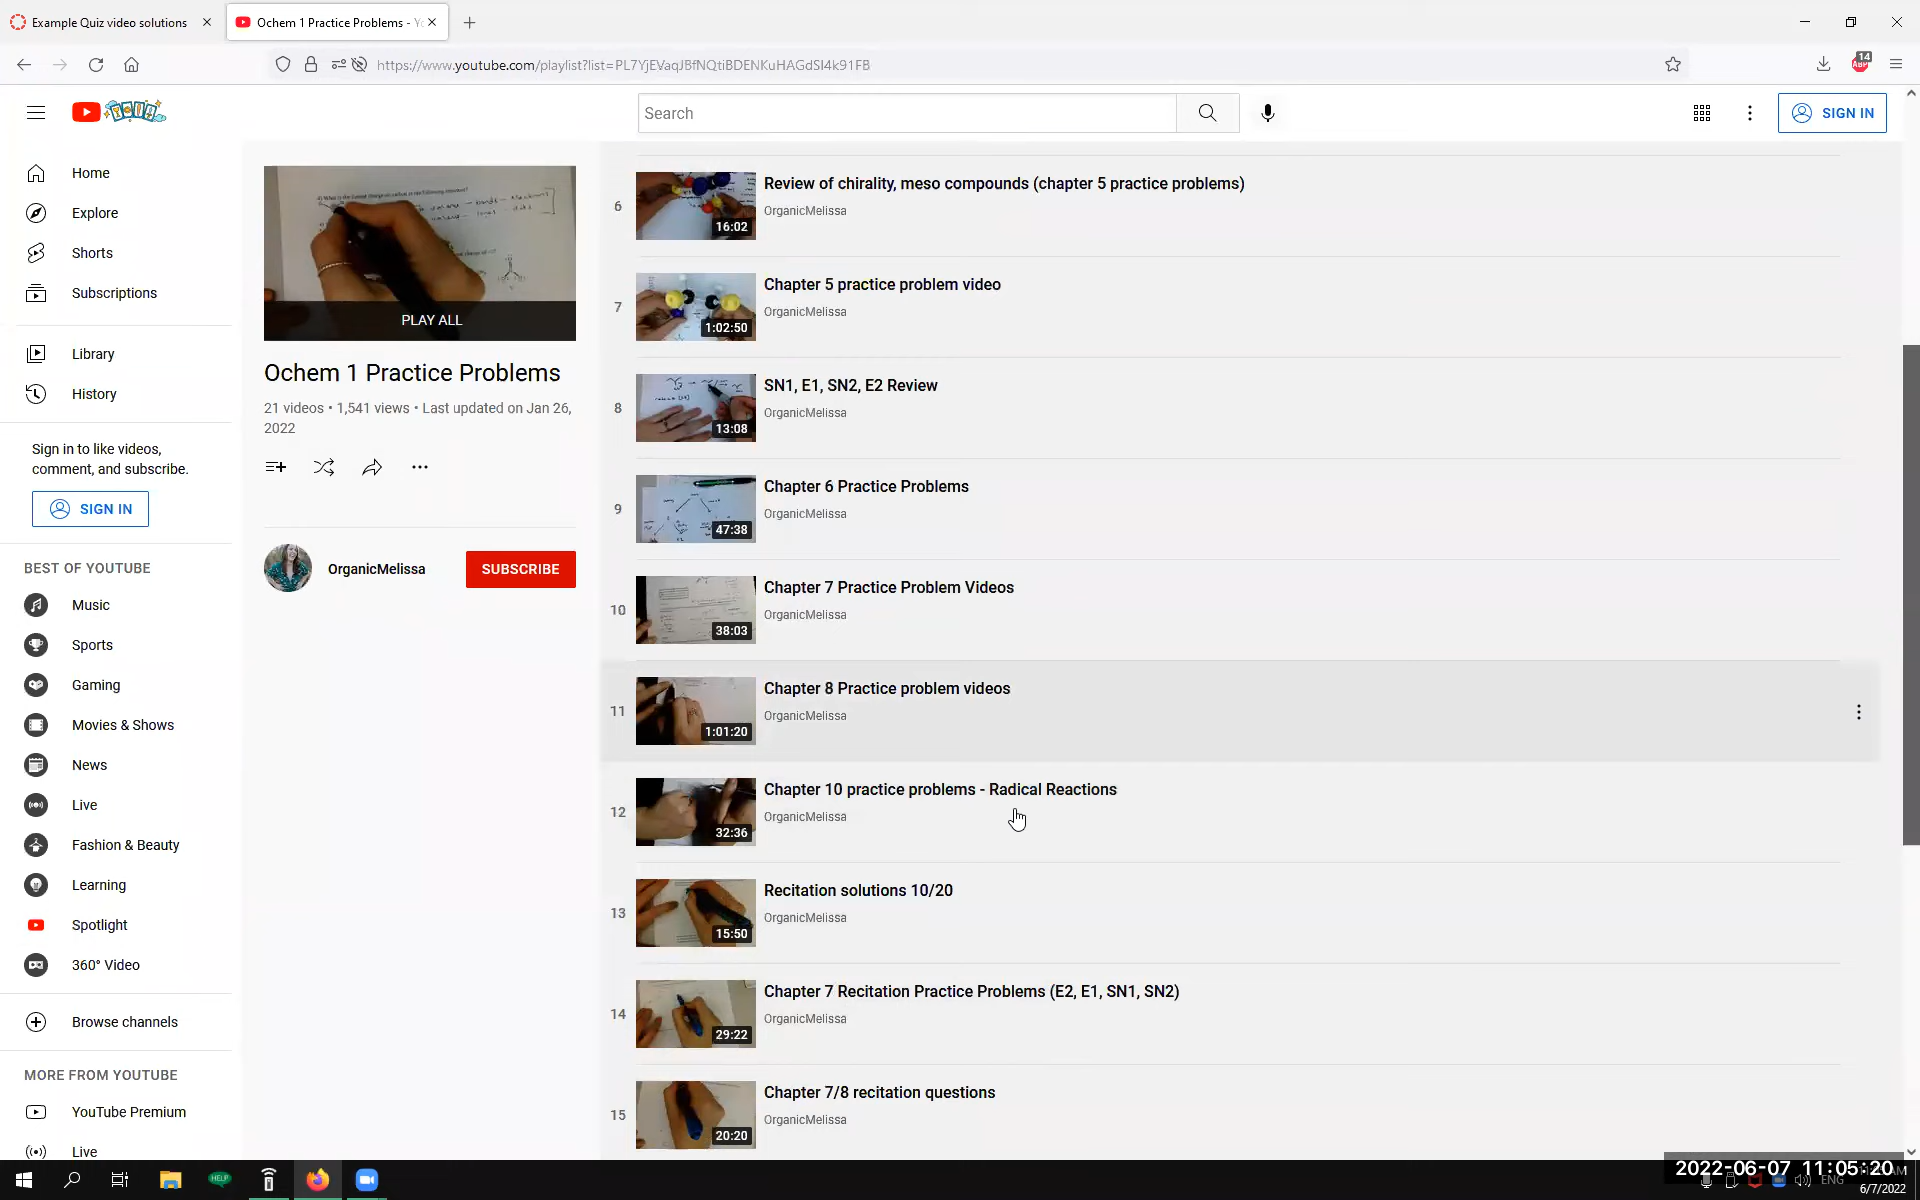 Example Quiz video solutions
Ochem 1 Practice Problems - Yo
https://www.youtube.com/playlist?list=PL7YjEVaqJBfNQtiBDENKuHAGdSI4k91FB
14
ABP
Search
SIGN IN
Home
Explore
Shorts
Subscriptions
Library
History
Sign in to like videos,
comment, and subscribe.
SIGN IN
BEST OF YOUTUBE
Music
Sports
Gaming
Movies & Shows
News
Live
Fashion & Beauty
Learning
Spotlight
360° Video
Browse channels
MORE FROM YOUTUBE
YouTube Premium
Live
PLAY ALL
Ochem 1 Practice Problems
21 videos • 1,541 views • Last updated on Jan 26,
2022
OrganicMelissa
SUBSCRIBE
6
16:02
Review of chirality, meso compounds (chapter 5 practice problems)
OrganicMelissa
7
1:02:50
Chapter 5 practice problem video
OrganicMelissa
8
13:08
SN1, E1, SN2, E2 Review
OrganicMelissa
9
47:38
Chapter 6 Practice Problems
OrganicMelissa
10
38:03
Chapter 7 Practice Problem Videos
OrganicMelissa
11
1:01:20
Chapter 8 Practice problem videos
OrganicMelissa
12
32:36
Chapter 10 practice problems - Radical Reactions
OrganicMelissa
13
15:50
Recitation solutions 10/20
OrganicMelissa
14
29:22
Chapter 7 Recitation Practice Problems (E2, E1, SN1, SN2)
OrganicMelissa
15
20:20
Chapter 7/8 recitation questions
OrganicMelissa
HELP
2022-06-07 11:05:20
ENG
6/7/2022